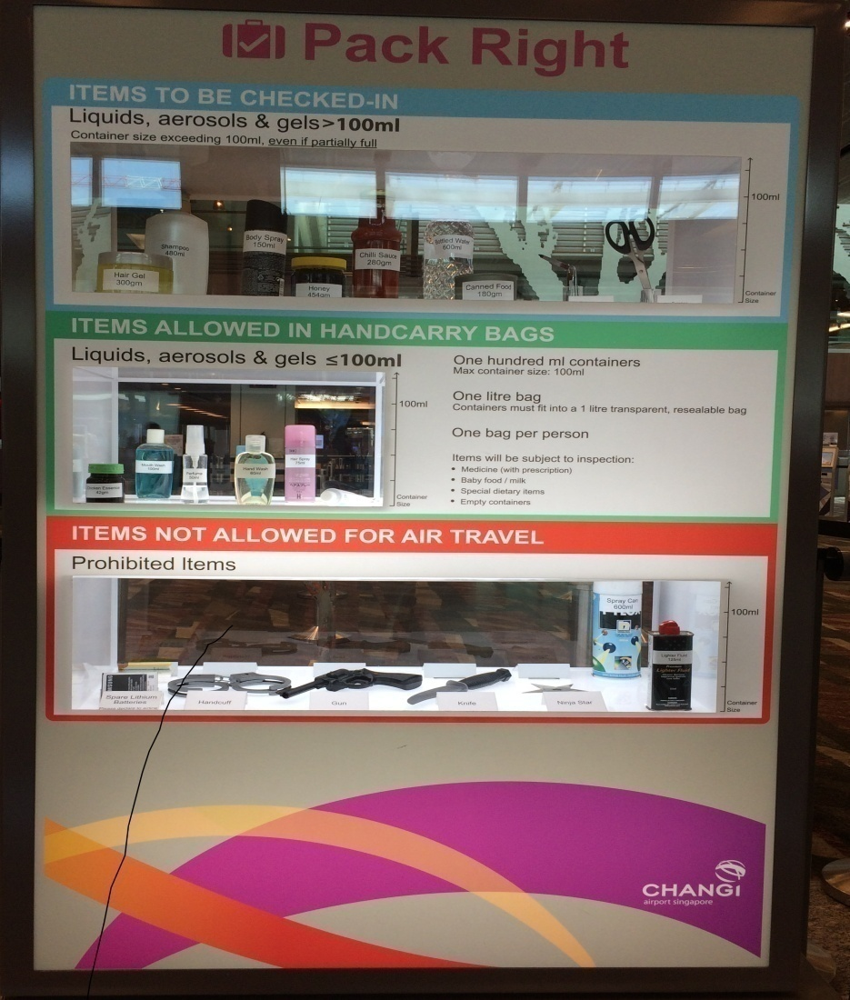 Pack Right
ITEMS TO BE CHECKED-IN
Liquids, aerosols & gels>100ml
Container size exceeding 100ml, even if partially full
100ml
Shampoo
480ml
Body Spray
150ml
Chilli Sauce
280gm
Bottled Water
600ml
Hair Gel
300gm
Honey
454gm
Canned Foot
180gm
Container
Size
ITEMS ALLOWED IN HANDCARRY BAGS
Liquids, aerosols & gels ≤100ml
100ml
Mouth Wash
100ml
Perfume
50ml
Hand Wash
60ml
Hair Spray
Chicken Essence
42gm
Container
Size
One hundred ml containers
Max container size: 100ml
One litre bag
Containers must fit into a 1 litre transparent, resealable bag
One bag per person
Items will be subject to inspection:
• Medicine (with prescription)
• Baby food / milk
• Special dietary items
• Empty containers
ITEMS NOT ALLOWED FOR AIR TRAVEL
Prohibited Items
Spray Can
600ml
100ml
Lighter Fluid
Lighter Fluid
Spare Lithium
Batteries
Handcuff
Gun
Knife
Ninja Star
Container
Size
CHANGI
airport singapore